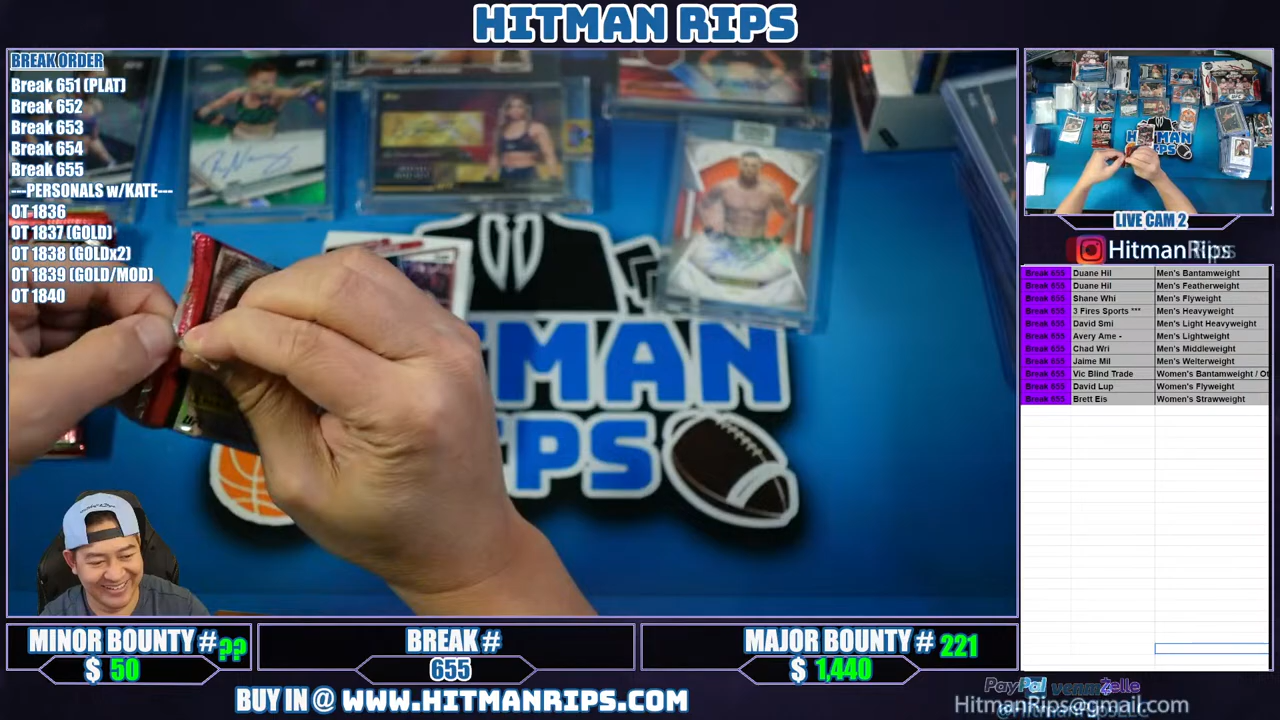 HITMAN RIPS
BREAK ORDER
Break 651 (PLAT)
Break 652
Break 653
Break 654
Break 655
---PERSONALS w/KATE---
OT 1836
OT 1837 (GOLD)
OT 1838 (GOLDx2)
OT 1839 (GOLD/MOD)
OT 1840
TMAN
PS
LIVE CAM 2
HitmanRips
Break 655 Duane Hil Men's Bantamweight
Break 655 Duane Hil Men's Featherweight
Break 655 Shane Whi Men's Flyweight
Break 655 3 Fires Sports *** Men's Heavyweight
Break 655 David Smi Men's Light Heavyweight
Break 655 Avery Ame - Men's Lightweight
Break 655 Chad Wri Men's Middleweight
Break 655 Jaime Mil Men's Welterweight
Break 655 Vic Blind Trade Women's Bantamweight / Ot
Break 655 David Lup Women's Flyweight
Break 655 Brett Eis Women's Strawweight
MINOR BOUNTY # ??
$ 50
BREAK #
655
MAJOR BOUNTY # 221
$ 1,440
BUY IN @ WWW.HITMANRIPS.COM
PayPal venmo Zelle
HitmanRips@gmail.com